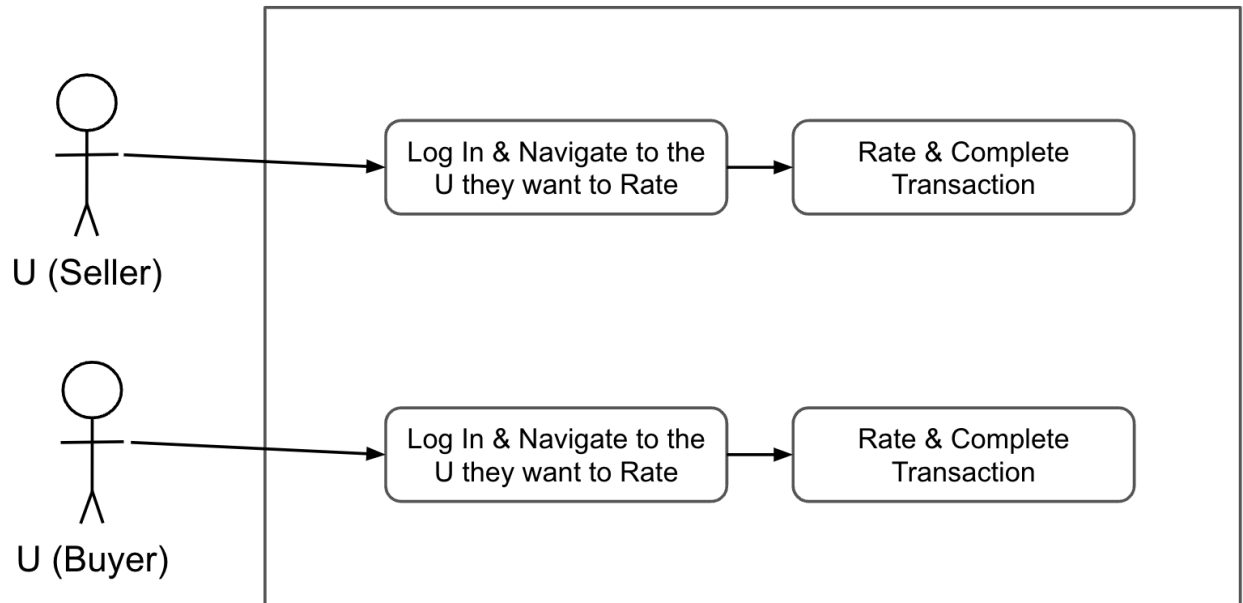 Log In & Navigate to the
U they want to Rate
Rate & Complete
Transaction
U (Seller)
Log In & Navigate to the
U they want to Rate
Rate & Complete
Transaction
U (Buyer)